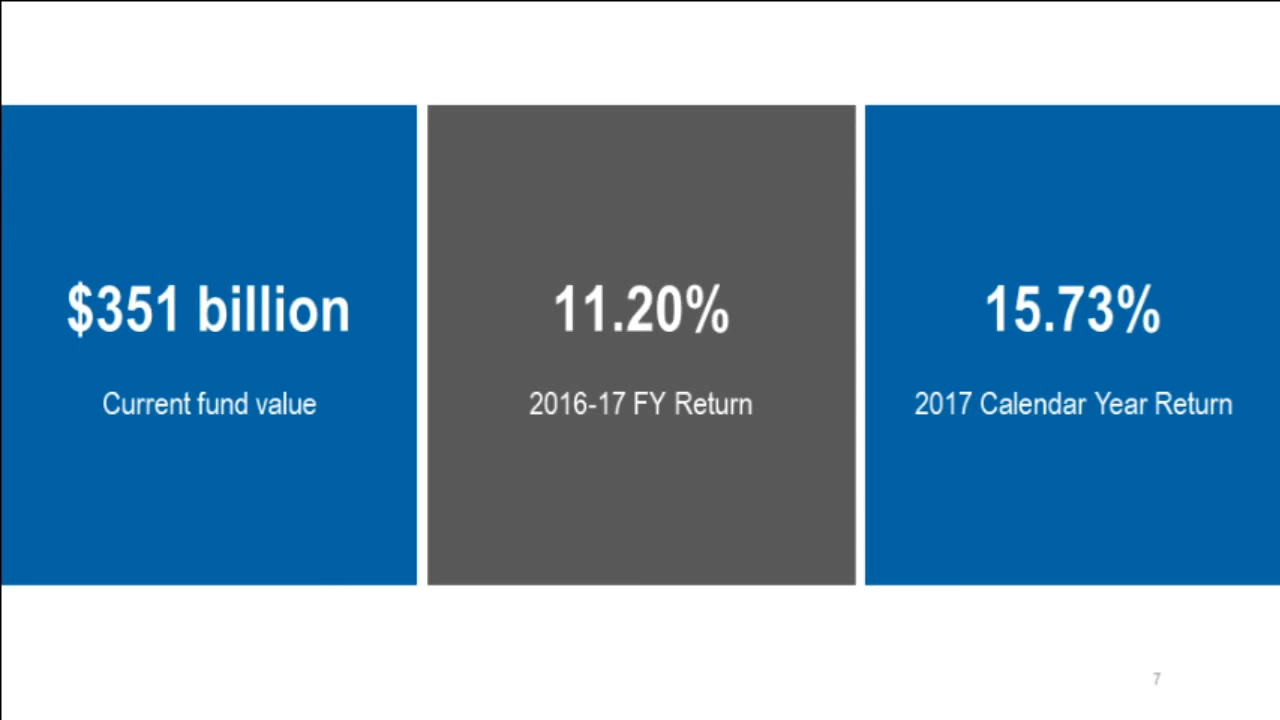 $351 billion
Current fund value
11.20%
2016-17 FY Return
15.73%
2017 Calendar Year Return
7